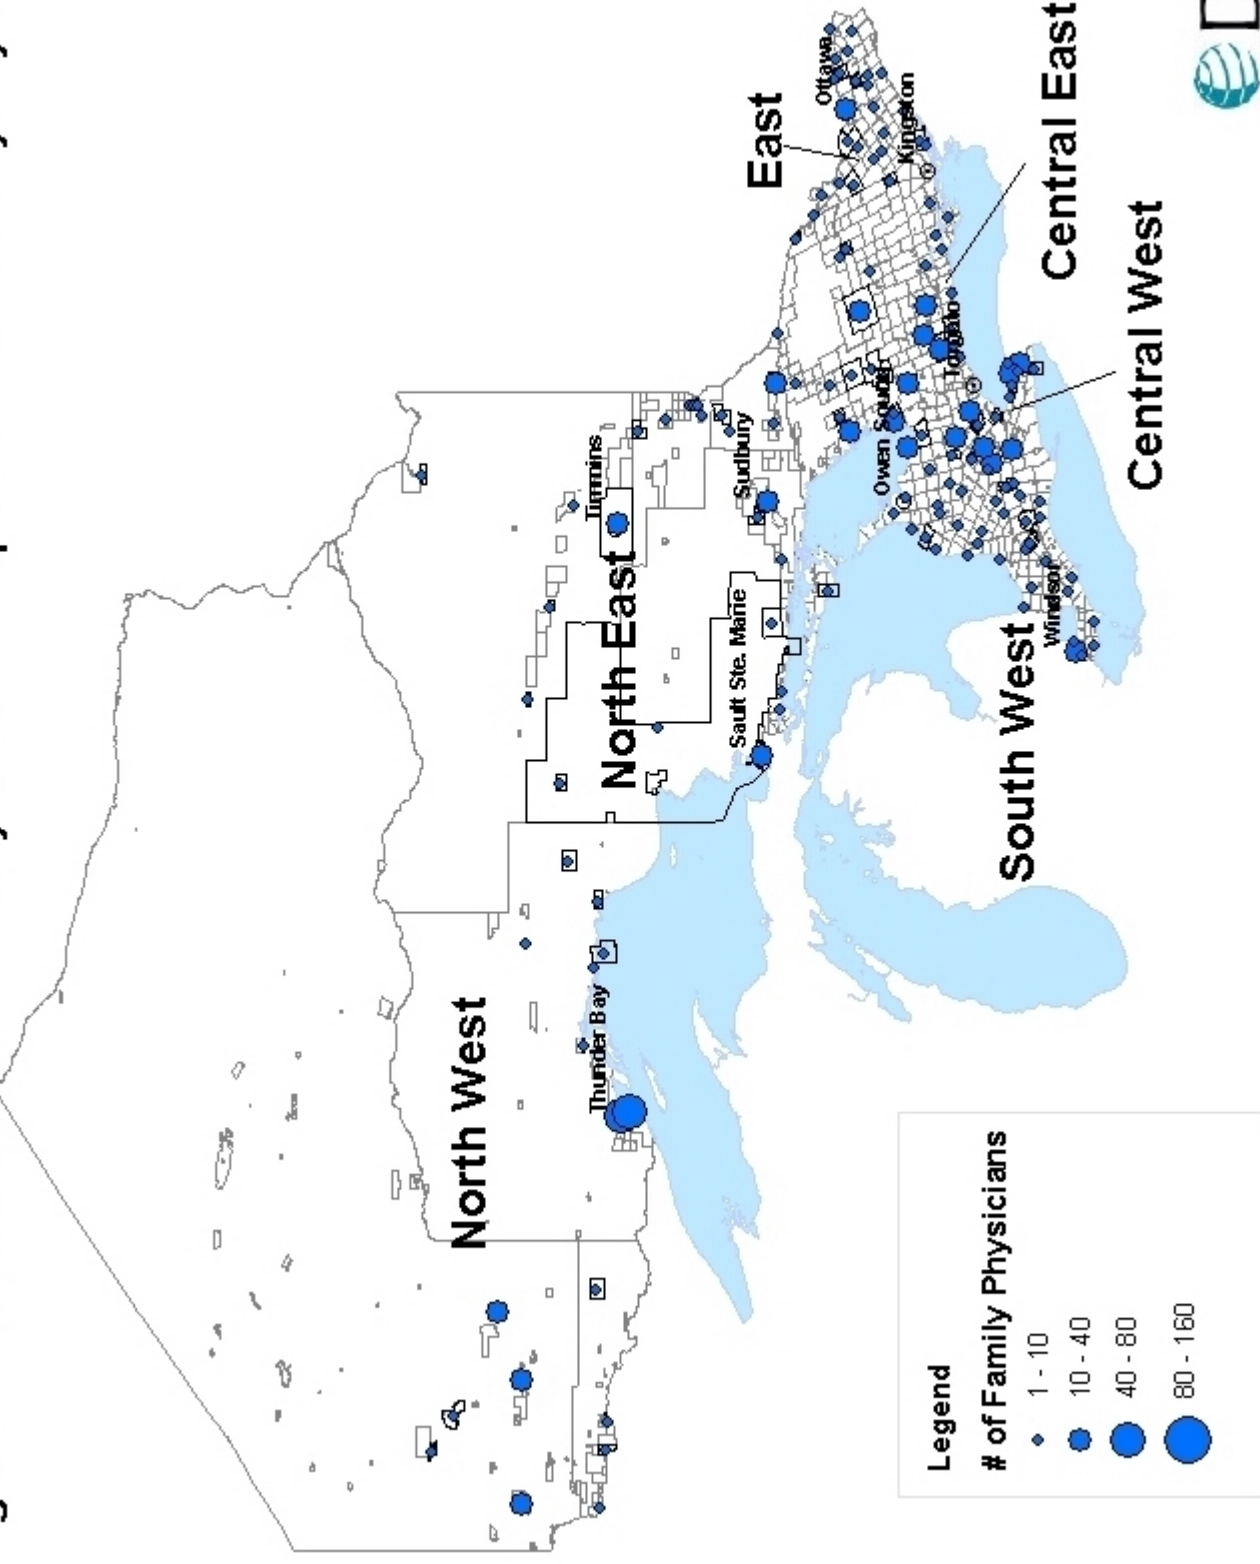 North West
North East
East
Central East
Central West
South West
Thunder Bay
Timmins
Sault Ste. Marie
Sudbury
Ottawa
Kingston
Toronto
Owen Sound
Windsor
Legend
# of Family Physicians
1 - 10
10 - 40
40 - 80
80 - 160